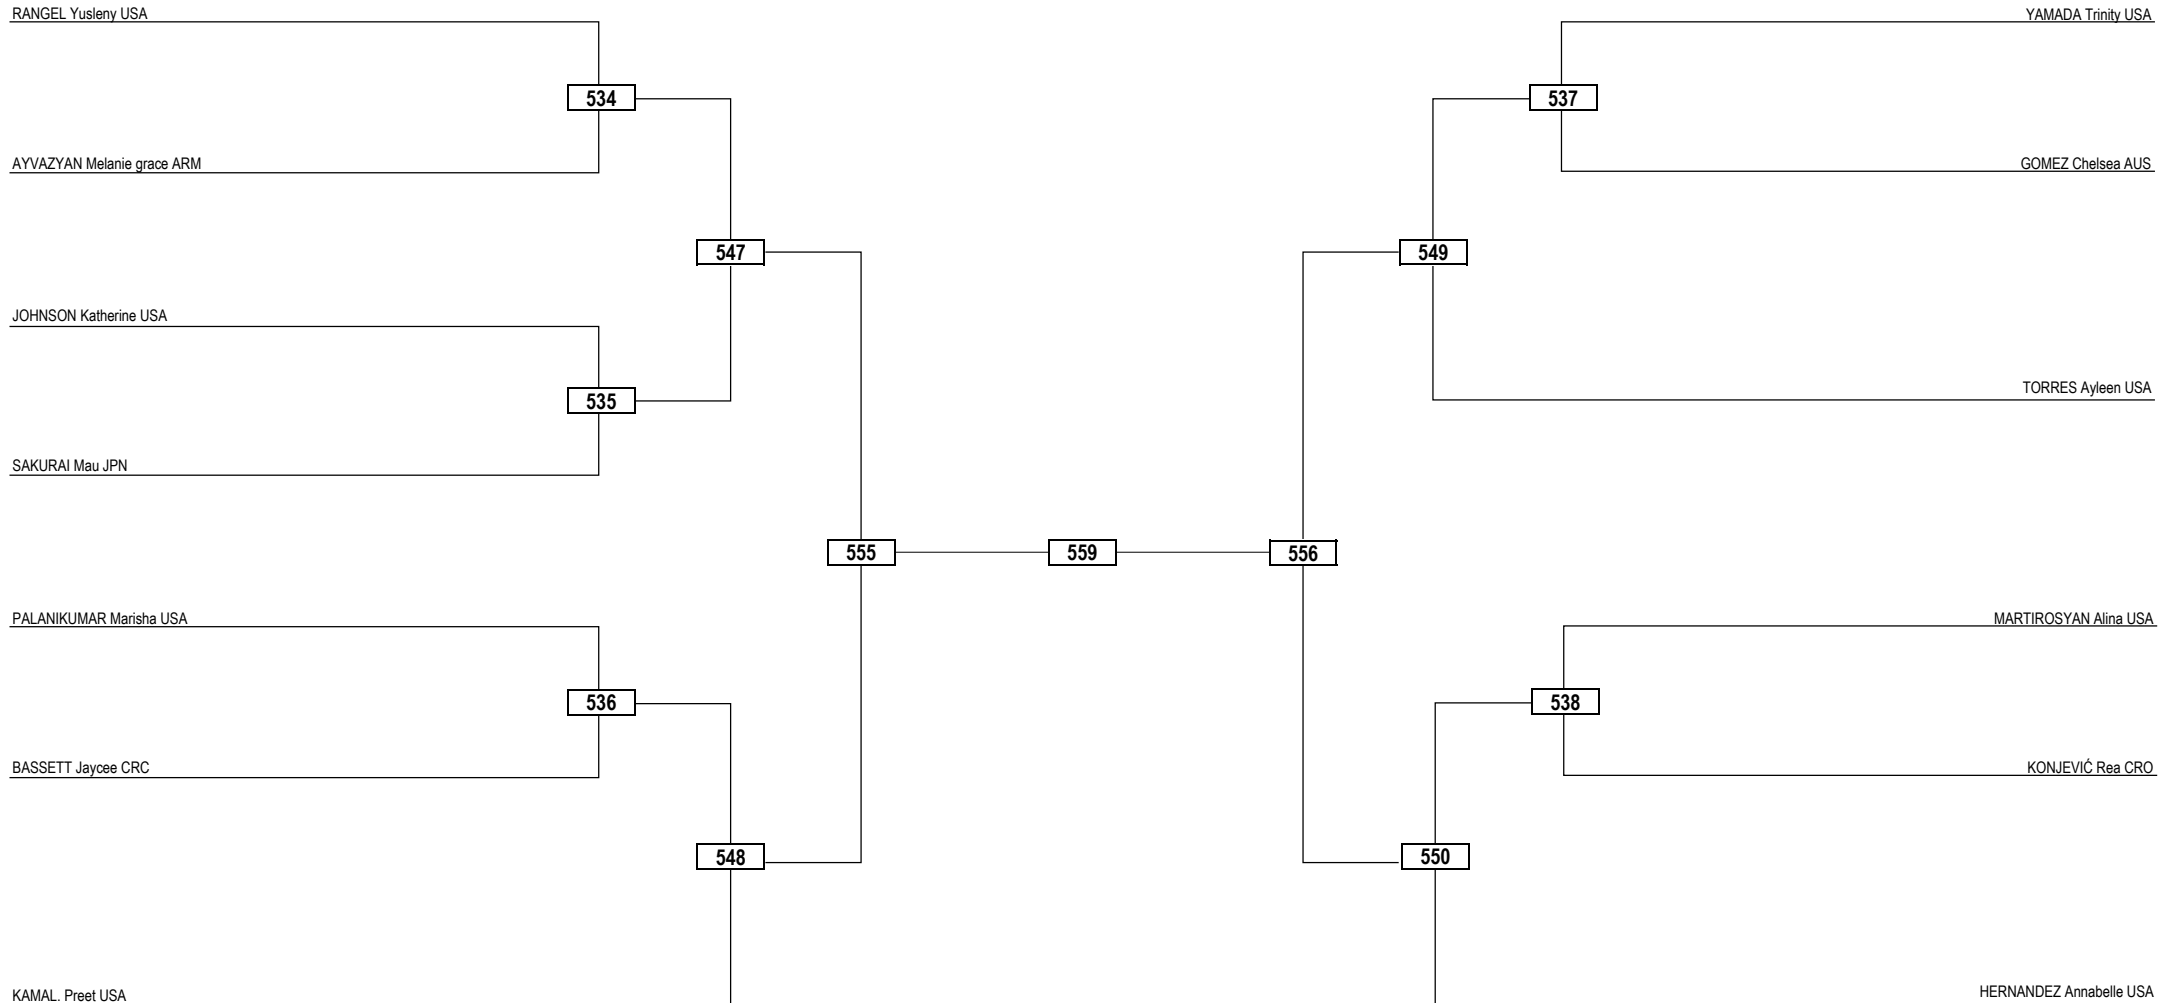 RANGEL Yusleny USA
YAMADA Trinity USA
534
537
AYVAZYAN Melanie grace ARM
GOMEZ Chelsea AUS
547
549
JOHNSON Katherine USA
TORRES Ayleen USA
535
SAKURAI Mau JPN
555
559
556
PALANIKUMAR Marisha USA
MARTIROSYAN Alina USA
536
538
BASSETT Jaycee CRC
KONJEVIĆ Rea CRO
548
550
KAMAL. Preet USA
HERNANDEZ Annabelle USA